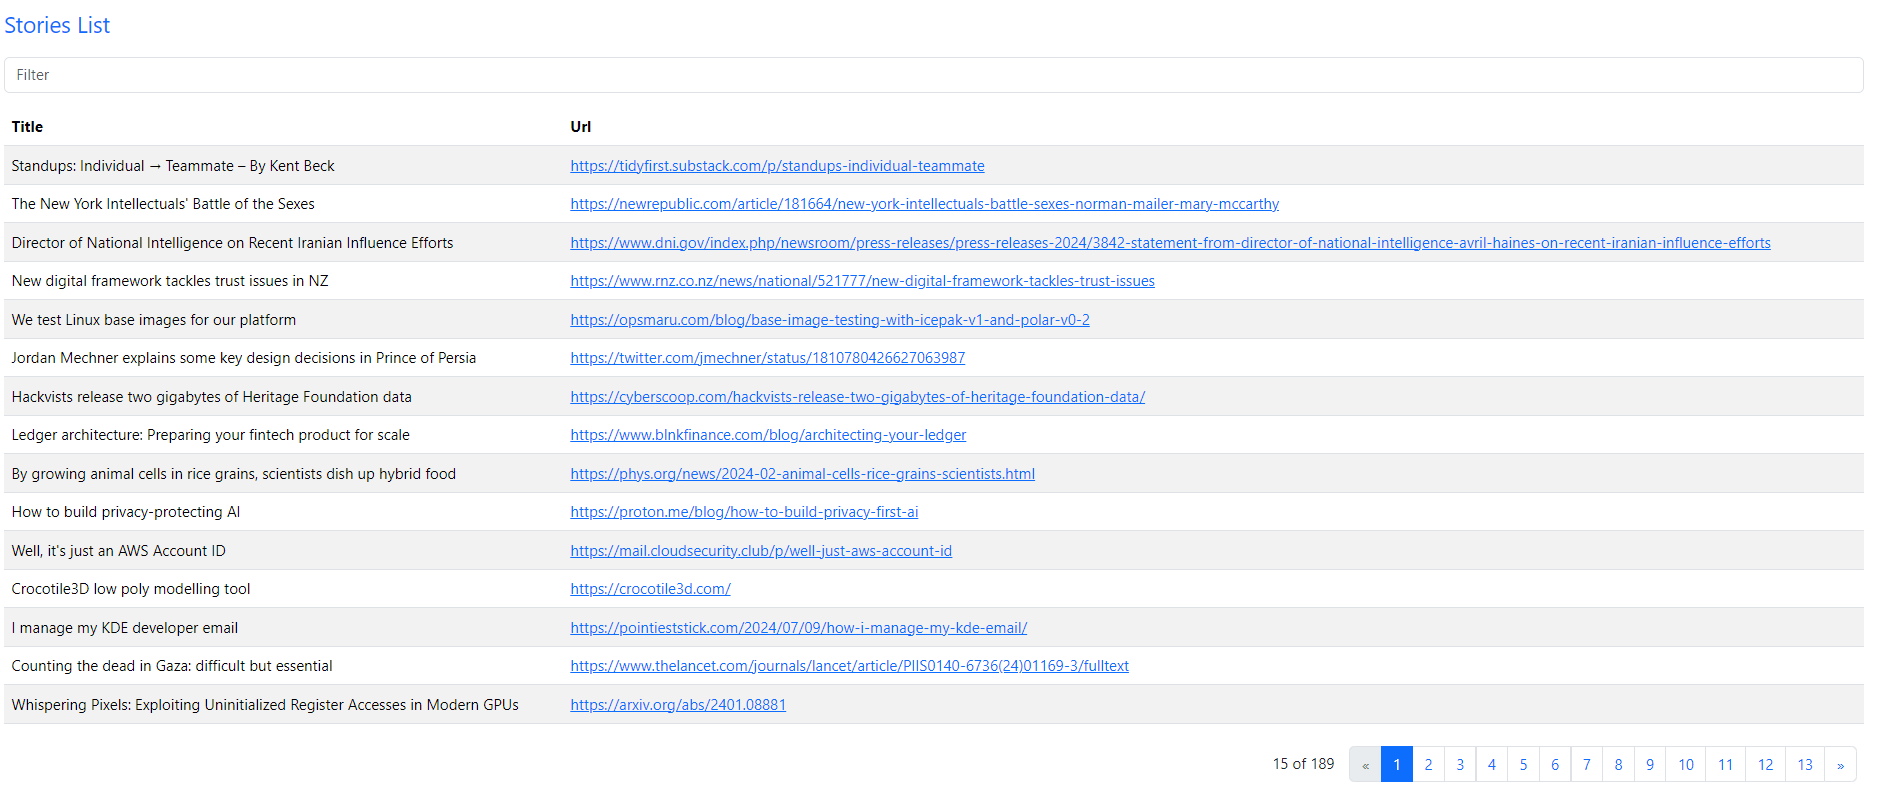 Stories List
Filter
Title Url
Standups: Individual → Teammate – By Kent Beck https://tidyfirst.substack.com/p/standups-individual-teammate
The New York Intellectuals' Battle of the Sexes https://newrepublic.com/article/181664/new-york-intellectuals-battle-sexes-norman-mailer-mary-mccarthy
Director of National Intelligence on Recent Iranian Influence Efforts https://www.dni.gov/index.php/newsroom/press-releases/press-releases-2024/3842-statement-from-director-of-national-intelligence-avril-haines-on-recent-iranian-influence-efforts
New digital framework tackles trust issues in NZ https://www.rnz.co.nz/news/national/521777/new-digital-framework-tackles-trust-issues
We test Linux base images for our platform https://opsmaru.com/blog/base-image-testing-with-icepak-v1-and-polar-v0-2
Jordan Mechner explains some key design decisions in Prince of Persia https://twitter.com/jmechner/status/1810780426627063987
Hackvists release two gigabytes of Heritage Foundation data https://cyberscoop.com/hackvists-release-two-gigabytes-of-heritage-foundation-data/
Ledger architecture: Preparing your fintech product for scale https://www.blnkfinance.com/blog/architecting-your-ledger
By growing animal cells in rice grains, scientists dish up hybrid food https://phys.org/news/2024-02-animal-cells-rice-grains-scientists.html
How to build privacy-protecting AI https://proton.me/blog/how-to-build-privacy-first-ai
Well, it's just an AWS Account ID https://mail.cloudsecurity.club/p/well-just-aws-account-id
Crocotile3D low poly modelling tool https://crocotile3d.com/
I manage my KDE developer email https://pointieststick.com/2024/07/09/how-i-manage-my-kde-email/
Counting the dead in Gaza: difficult but essential https://www.thelancet.com/journals/lancet/article/PIIS0140-6736(24)01169-3/fulltext
Whispering Pixels: Exploiting Uninitialized Register Accesses in Modern GPUs https://arxiv.org/abs/2401.08881
15 of 189 « 1 2 3 4 5 6 7 8 9 10 11 12 13 »